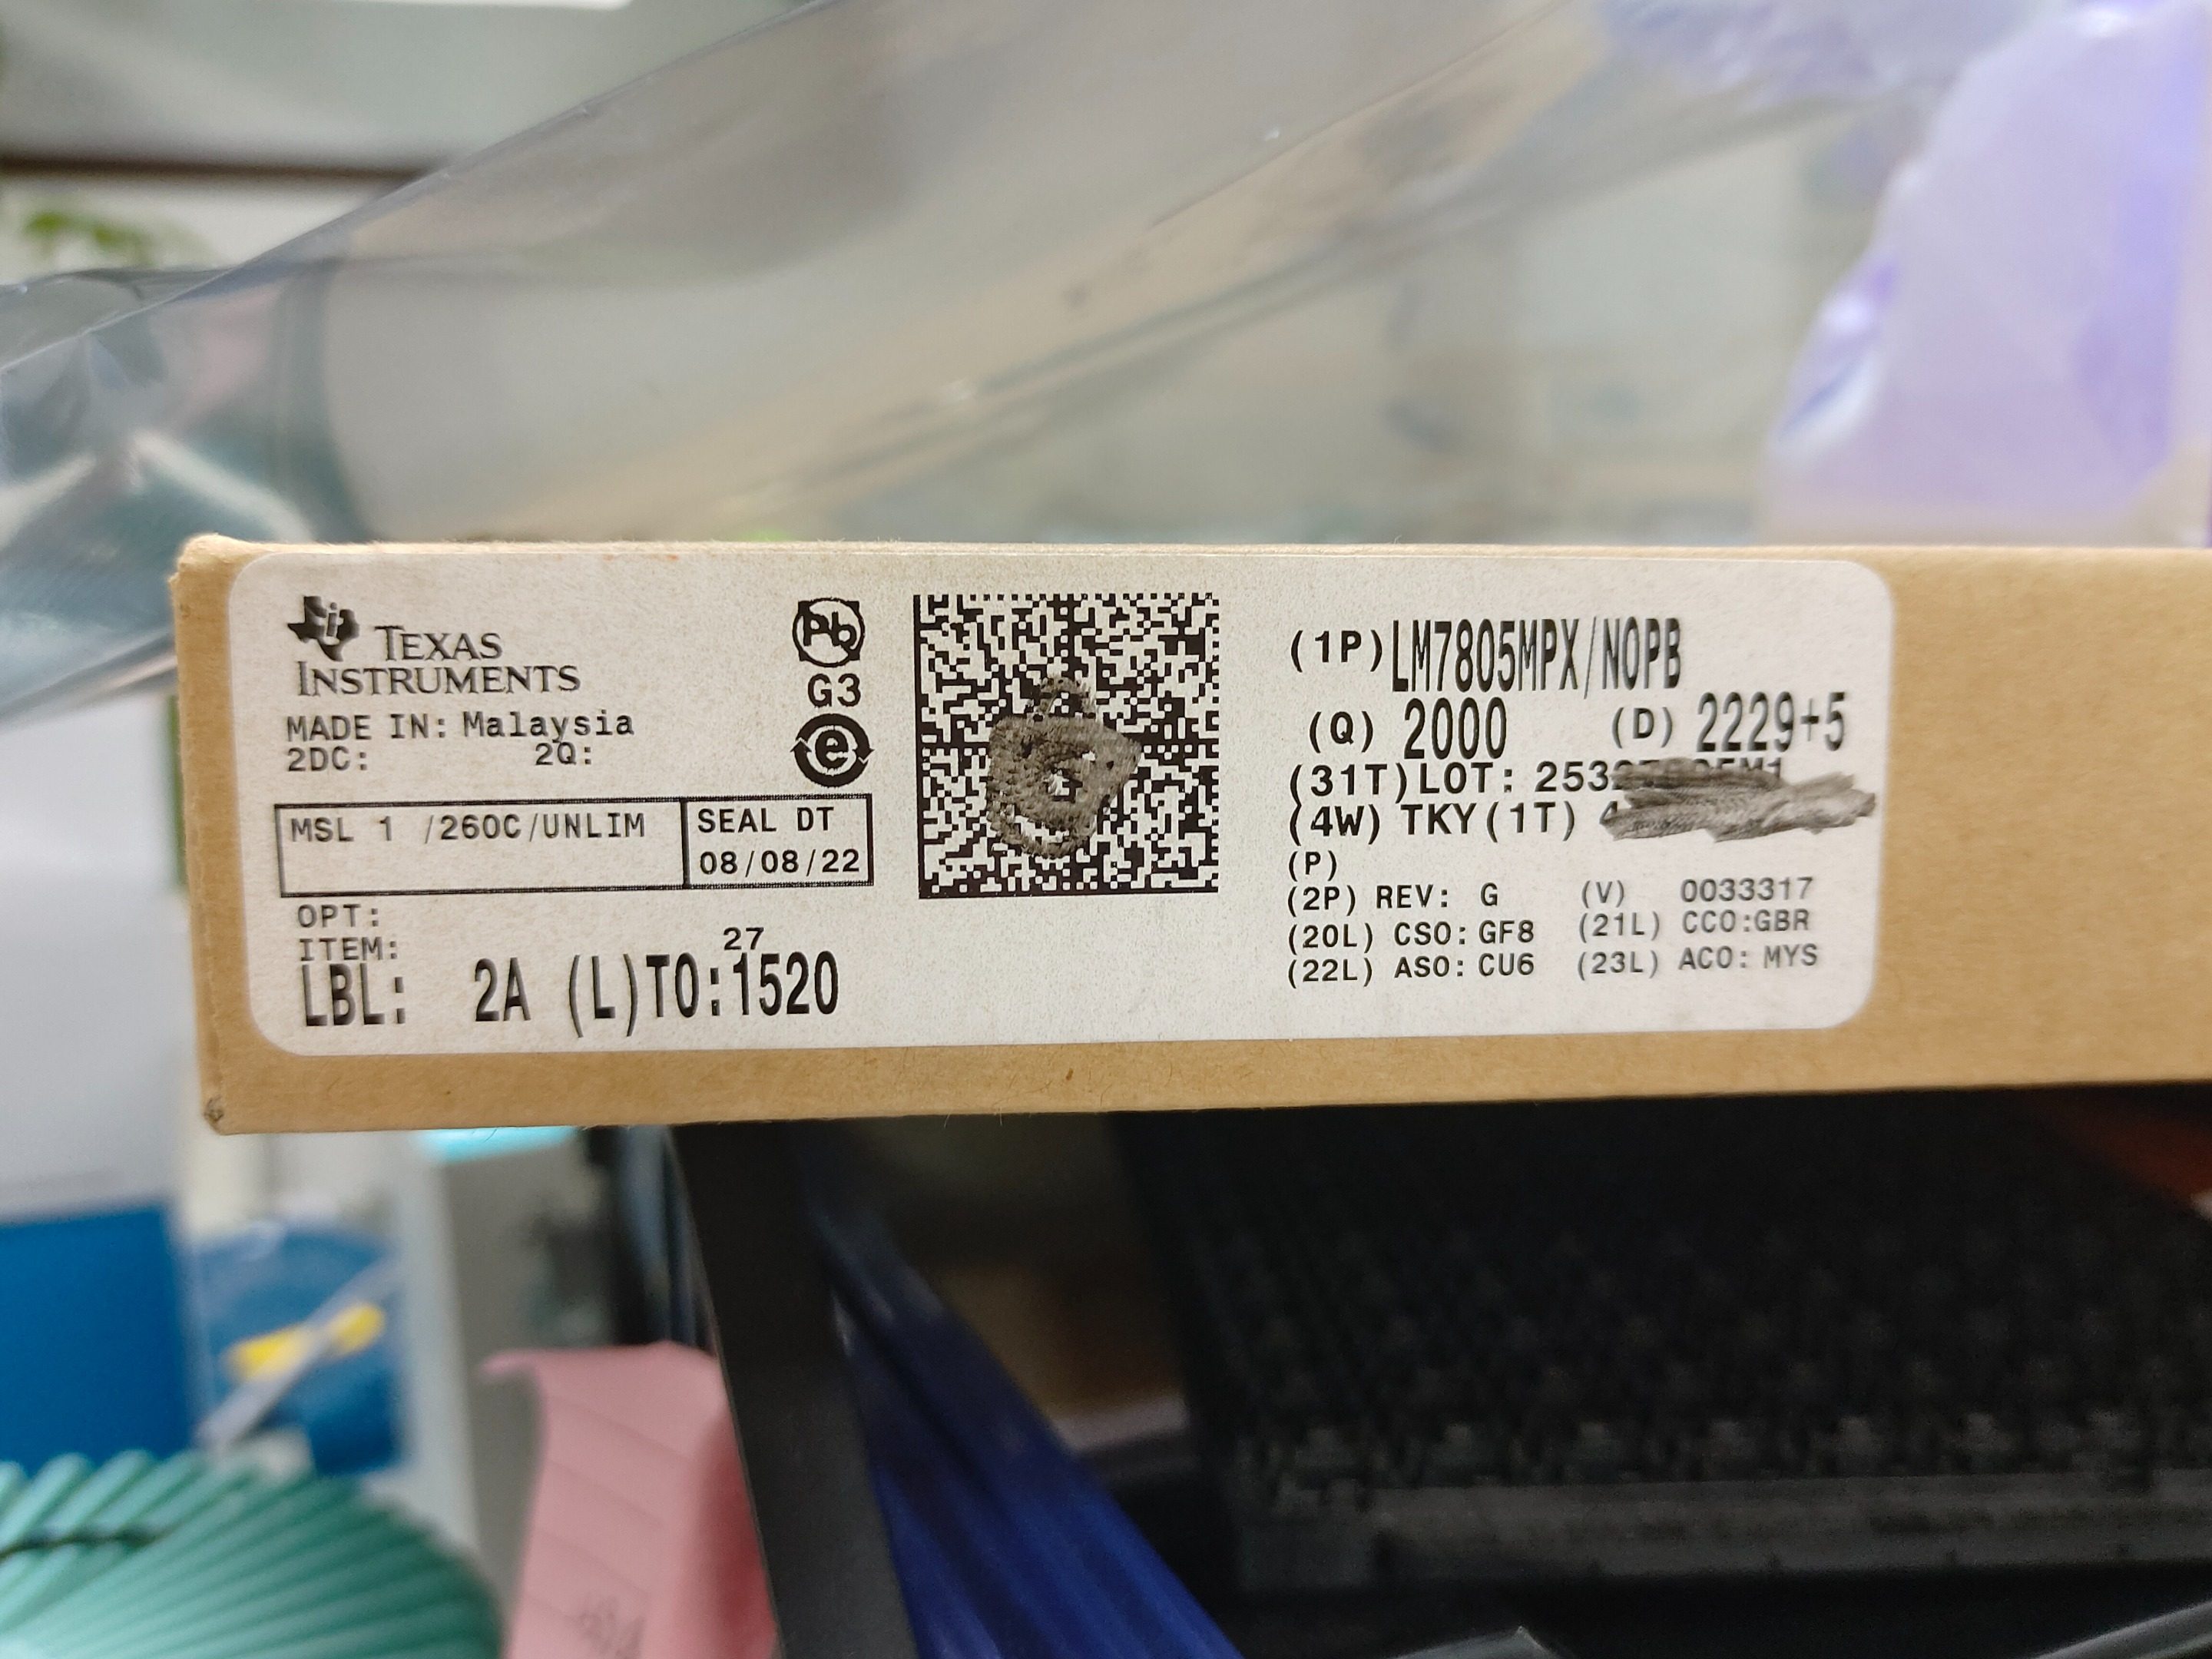 TEXAS
INSTRUMENTS
MADE IN: Malaysia
2DC: 2Q:
MSL 1 /260C/UNLIM
SEAL DT
08/08/22
OPT:
ITEM:
27
LBL: 2A (L)TO:1520
Pb
G3
e
(1P)LM7805MPX/NOPB
(Q) 2000 (D) 2229+5
(31T)LOT:
(4W) TKY(1T)
(P)
(2P) REV: G (V) 0033317
(20L) CSO: GF8 (21L) CCO:GBR
(22L) ASO: CU6 (23L) ACO: MYS